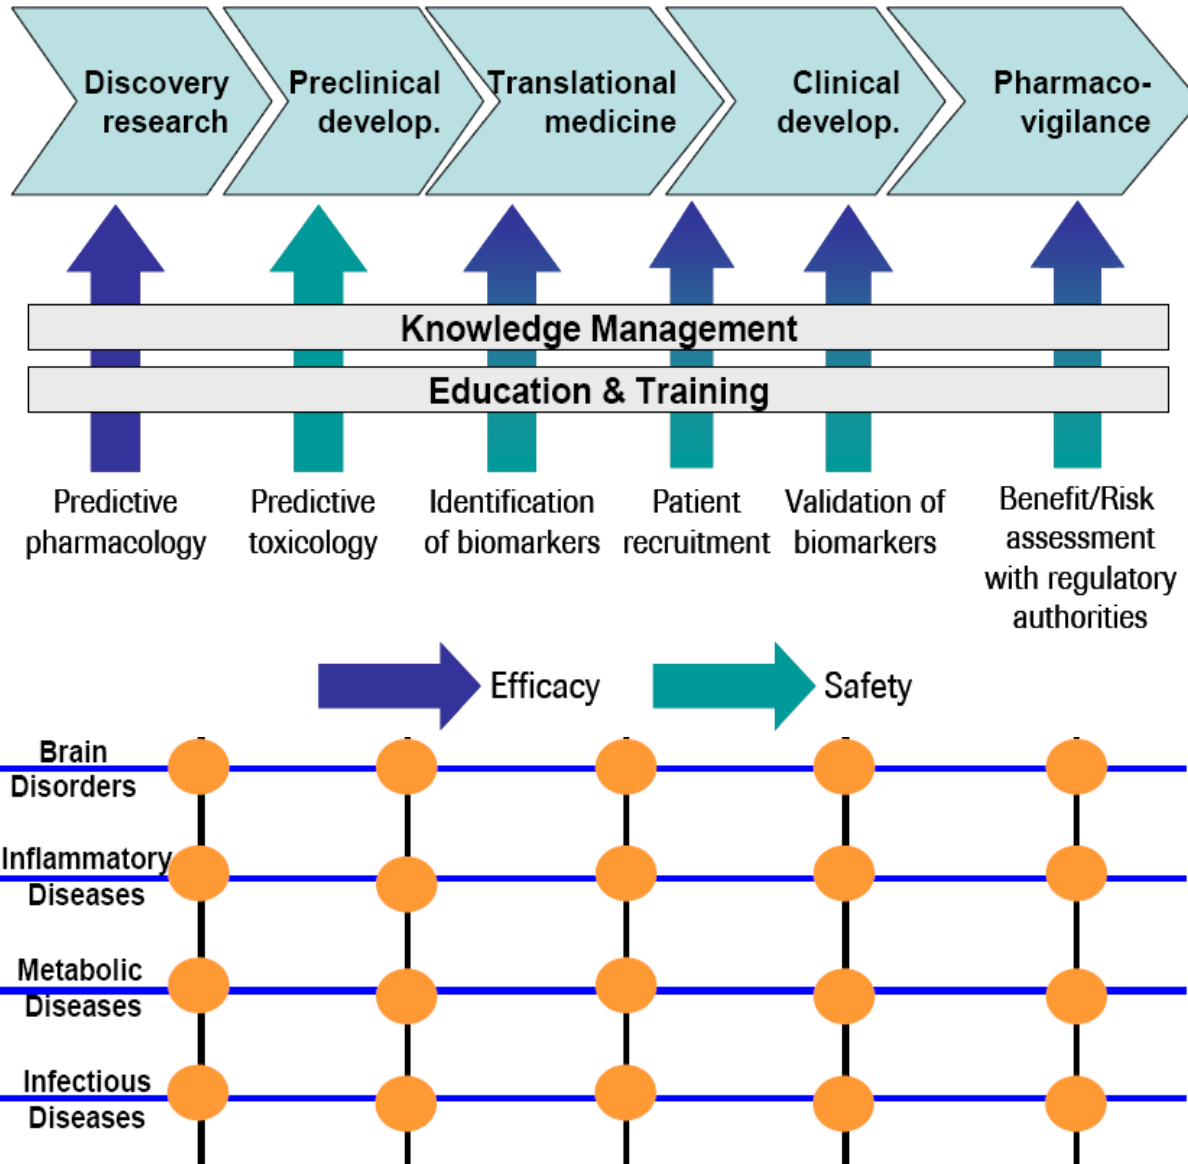 Discovery
research
Preclinical
develop.
Translational
medicine
Clinical
develop.
Pharmaco-
vigilance
Knowledge Management
Education & Training
Predictive
pharmacology
Predictive
toxicology
Identification
of biomarkers
Patient
recruitment
Validation of
biomarkers
Benefit/Risk
assessment
with regulatory
authorities
Efficacy
Safety
Brain
Disorders
Inflammatory
Diseases
Metabolic
Diseases
Infectious
Diseases